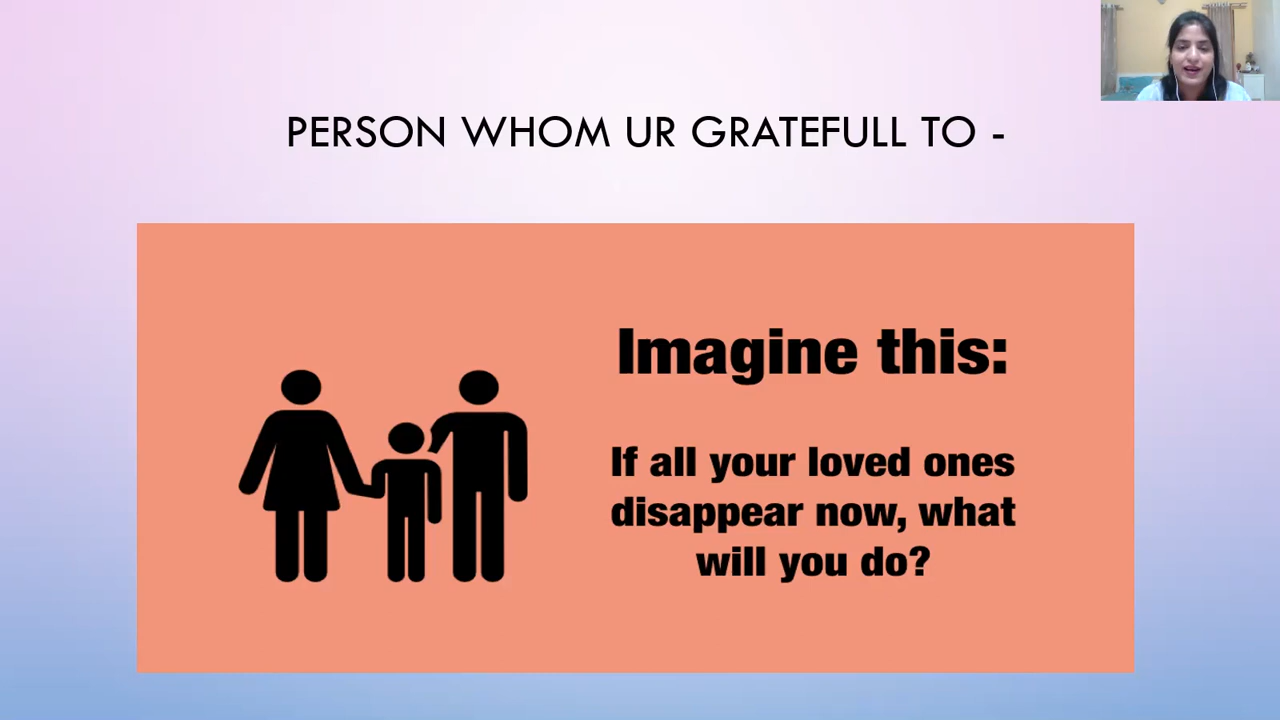 PERSON WHOM UR GRATEFULL TO -
Imagine this:
If all your loved ones
disappear now, what
will you do?